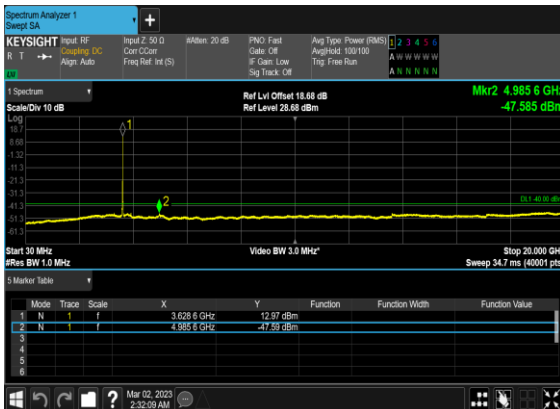 Spectrum Analyzer 1
Swept SA
+
KEYSIGHT
R T
Input: RF
Coupling: DC
Align: Auto
Input Z: 50 Ω
Corr CCorr
Freq Ref: Int (S)
#Atten: 20 dB
PNO: Fast
Gate: Off
IF Gain: Low
Sig Track: Off
Avg Type: Power (RMS)
Avg|Hold: 100/100
Trig: Free Run
1 2 3 4 5 6
A W W W W W
A N N N N N
1 Spectrum
Scale/Div 10 dB
Ref Lvl Offset 18.68 dB
Ref Level 28.68 dBm
Mkr2 4.985 6 GHz
-47.585 dBm
Log
18.7
8.68
-1.32
-11.3
-21.3
-31.3
-41.3
-51.3
-61.3
1
2
DL1 -40.00 dBm
Start 30 MHz
#Res BW 1.0 MHz
Video BW 3.0 MHz*
Stop 20.000 GH
Sweep 34.7 ms (40001 pts
5 Marker Table
Mode Trace Scale X Y Function Function Width Function Value
1 N 1 f 3.628 6 GHz 12.97 dBm
2 N 1 f 4.985 6 GHz -47.59 dBm
3
4
5
6
?
Mar 02, 2023
2:32:09 AM